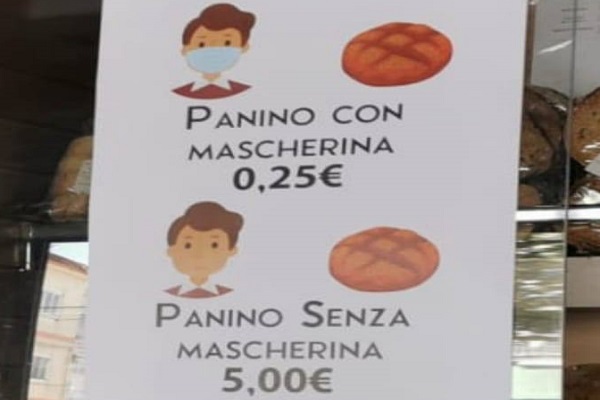 PANINO CON
MASCHERINA
0,25€
PANINO SENZA
MASCHERINA
5,00€